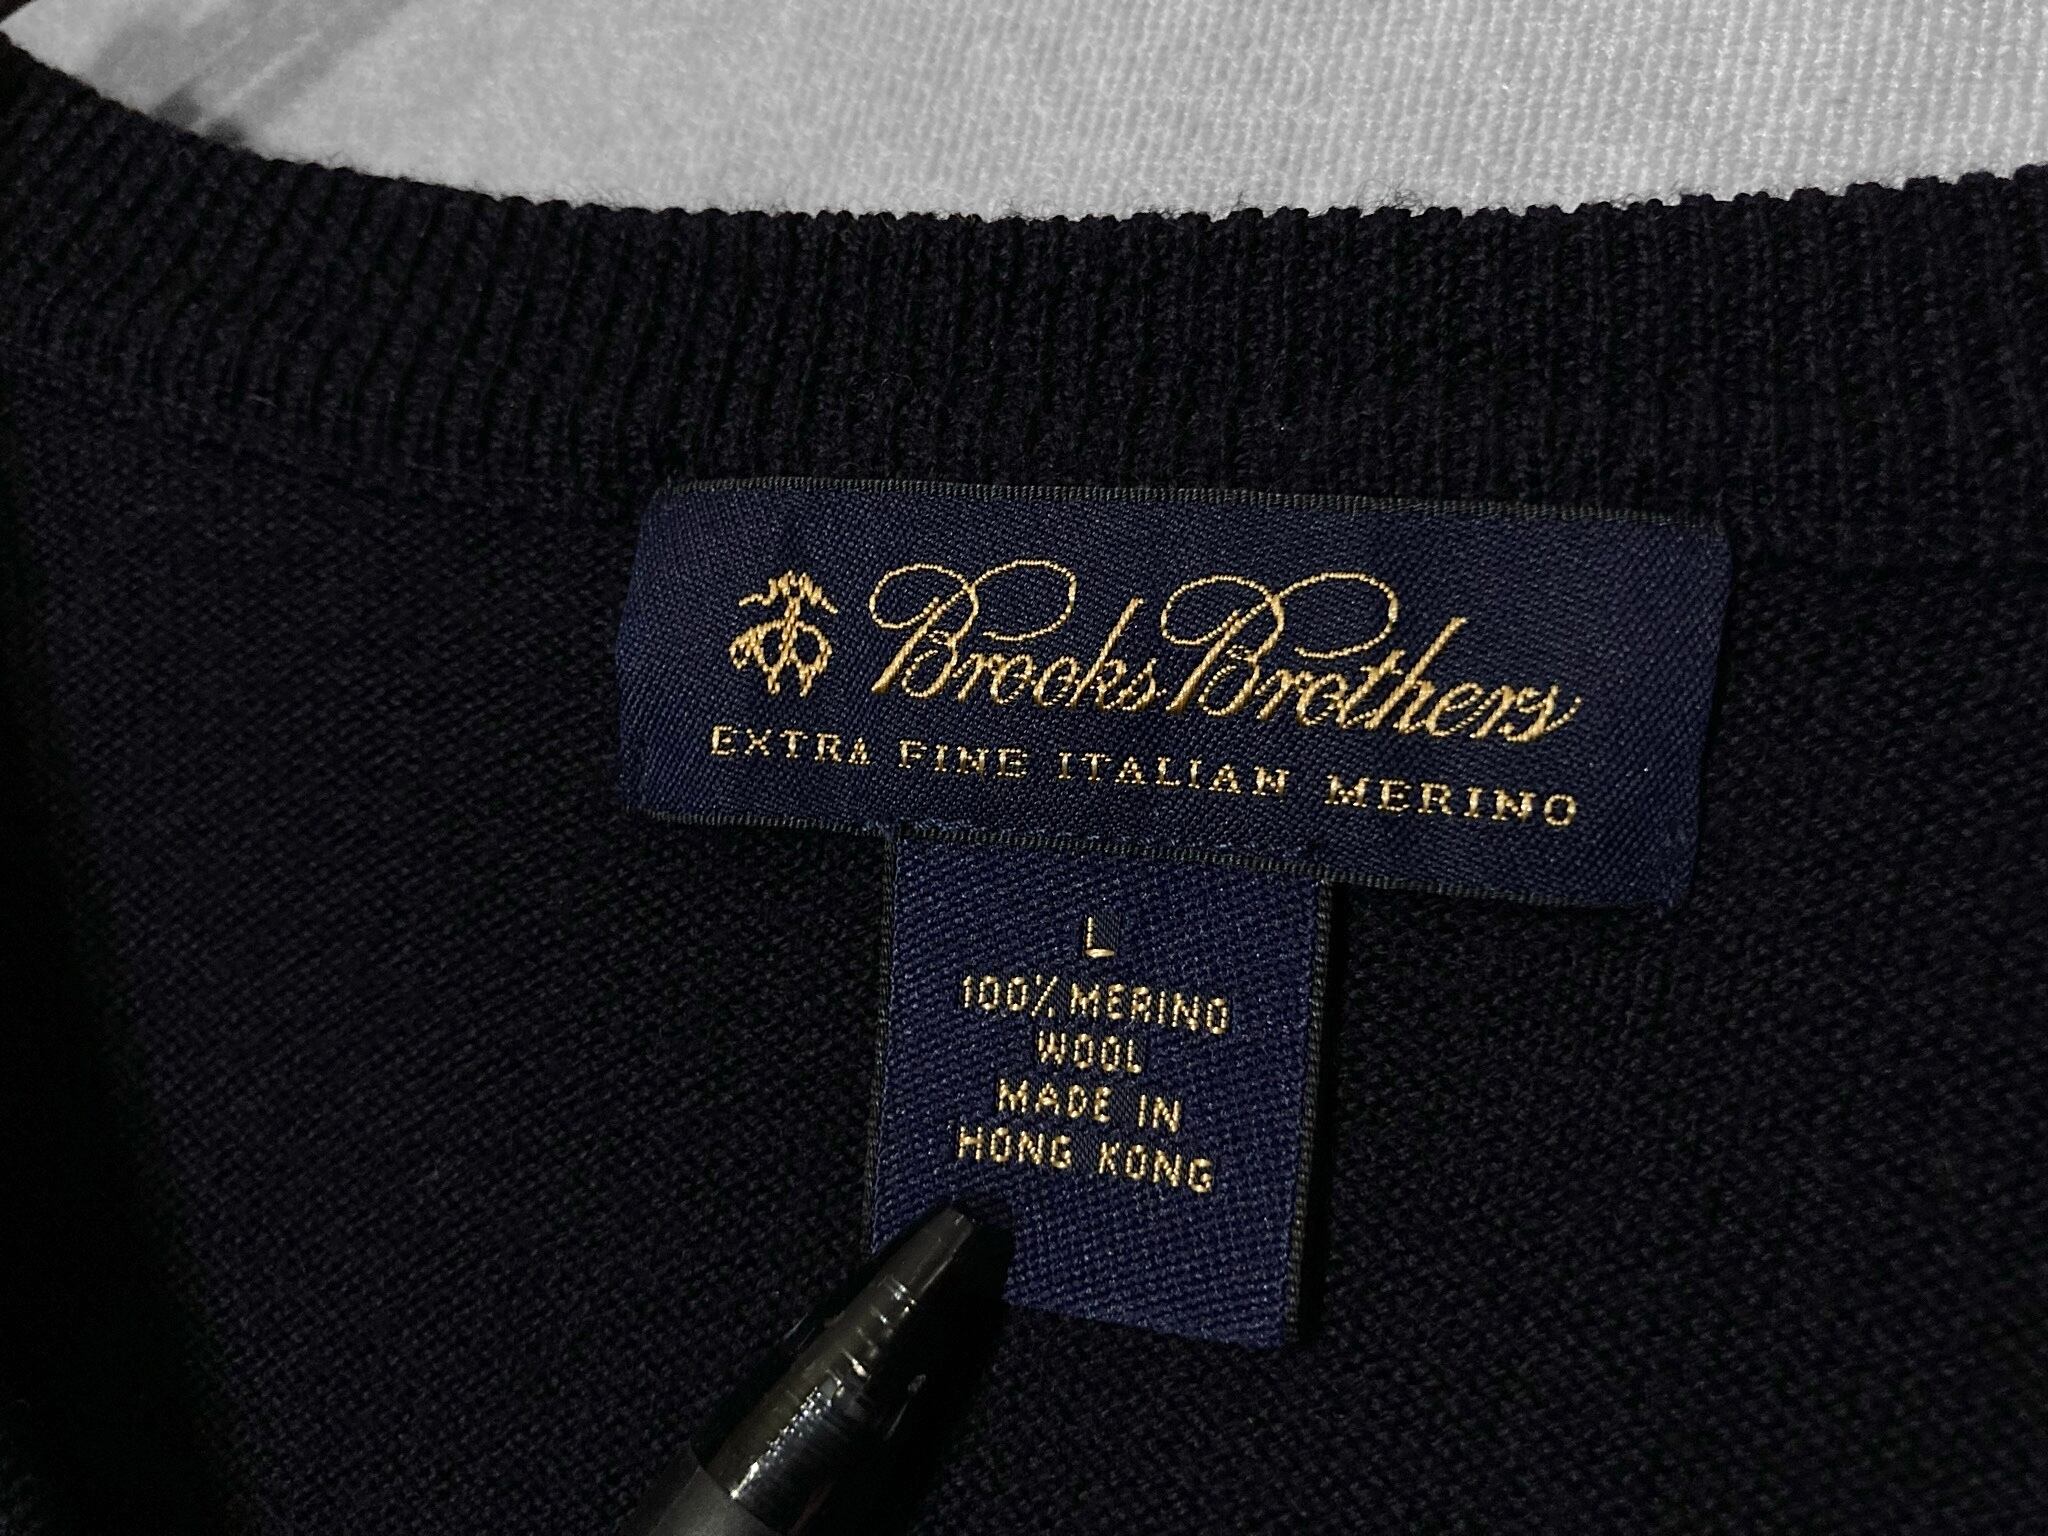 Brooks Brothers
EXTRA FINE ITALIAN MERINO
L
100% MERINO
WOOL
MADE IN
HONG KONG